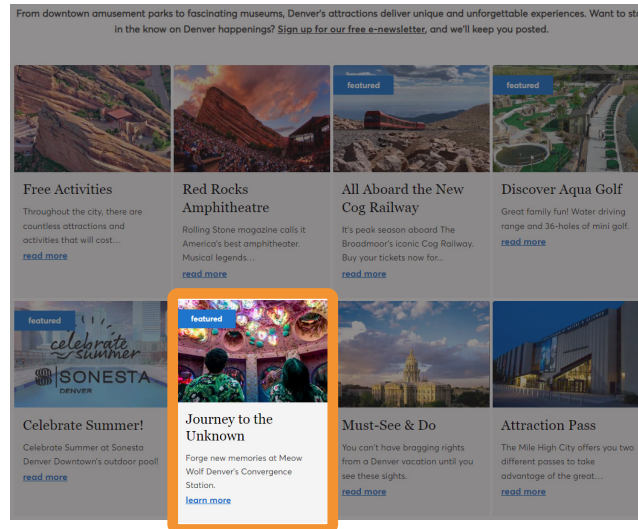 From downtown amusement parks to fascinating museums, Denver's attractions deliver unique and unforgettable experiences. Want to
in the know on Denver happenings? Sign up for our free e-newsletter, and we'll keep you posted.
featured
featured
Free Activities
Throughout the city, there are
countless attractions and
activities that will cost...
read more
Red Rocks
Amphitheatre
Rolling Stone magazine calls it
America's best amphitheater.
Musical legends...
read more
All Aboard the New
Cog Railway
It's peak season aboard The
Broadmoor's iconic Cog Railway.
Buy your tickets now for...
read more
Discover Aqua Golf
Great family fun! Water driving
range and 36-holes of mini golf.
read more
featured
celebrate
summer
SONESTA
DENVER
Celebrate Summer!
Celebrate Summer at Sonesta
Denver Downtown's outdoor pool!
read more
featured
Journey to the
Unknown
Forge new memories at Meow
Wolf Denver's Convergence
Station.
learn more
Must-See & Do
You can't have bragging rights
from a Denver vacation until you
see these sights.
read more
Attraction Pass
The Mile High City offers you two
different passes to take
advantage of the great...
read more